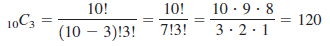 ₁₀C₃ = 10! / (10 − 3)!3! = 10! / 7!3! = 10 · 9 · 8 / 3 · 2 · 1 = 120